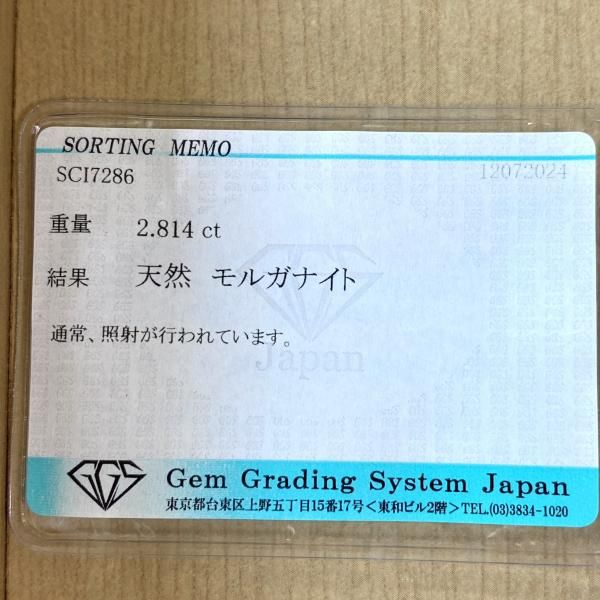 SORTING MEMO
SCI7286 12072024
重量 2.814 ct
結果 天然 モルガナイト
通常、照射が行われています。
Japan
GGS Gem Grading System Japan
東京都台東区上野五丁目15番17号<東和ビル2階>TEL.(03)3834-1020